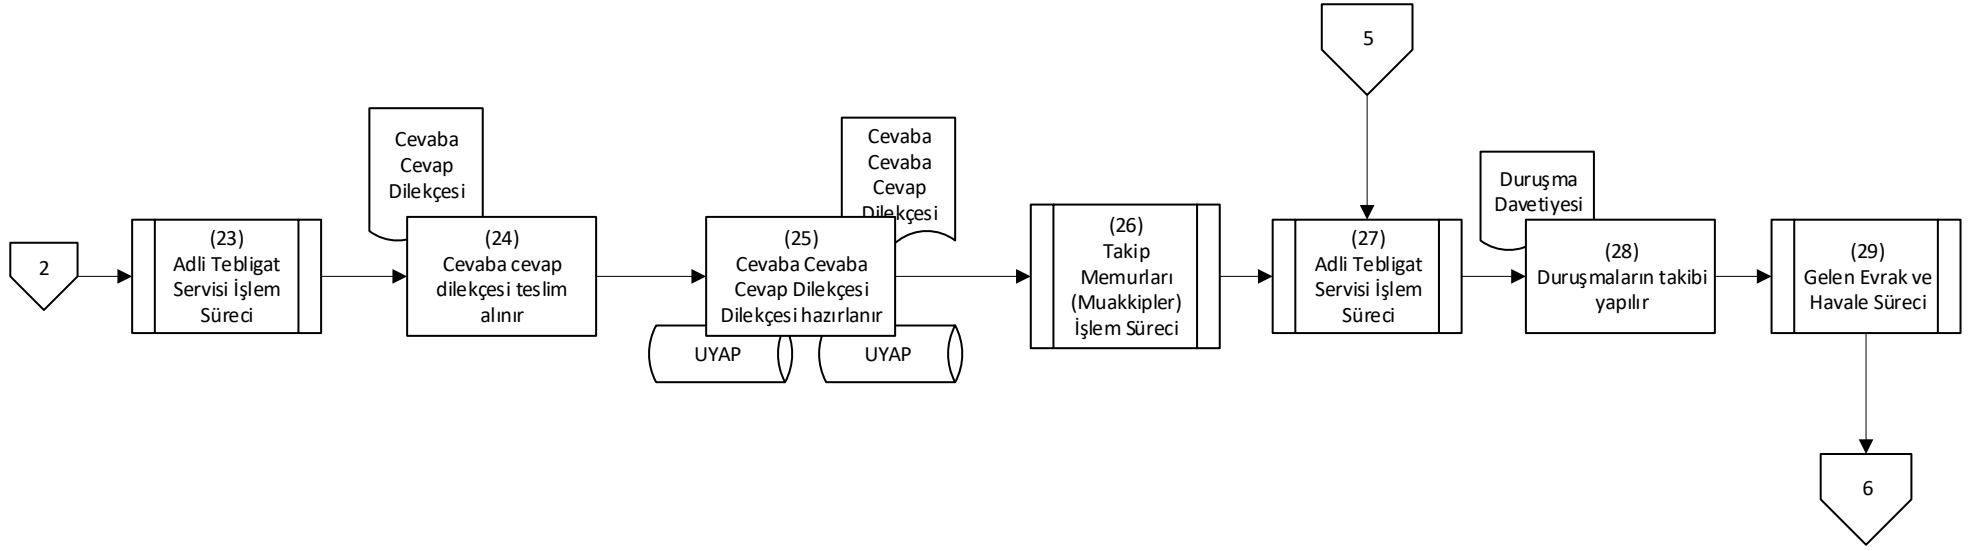 5
2
(23)
Adli Tebligat
Servisi İşlem
Süreci
Cevaba
Cevap
Dilekçesi
(24)
Cevaba cevap
dilekçesi teslim
alınır
Cevaba
Cevaba
Cevap
Dilekçesi
(25)
Cevaba Cevaba
Cevap Dilekçesi
Dilekçesi hazırlanır
UYAP
UYAP
(26)
Takip
Memurları
(Muakkipler)
İşlem Süreci
(27)
Adli Tebligat
Servisi İşlem
Süreci
Duruşma
Davetiyesi
(28)
Duruşmaların takibi
yapılır
(29)
Gelen Evrak ve
Havale Süreci
6